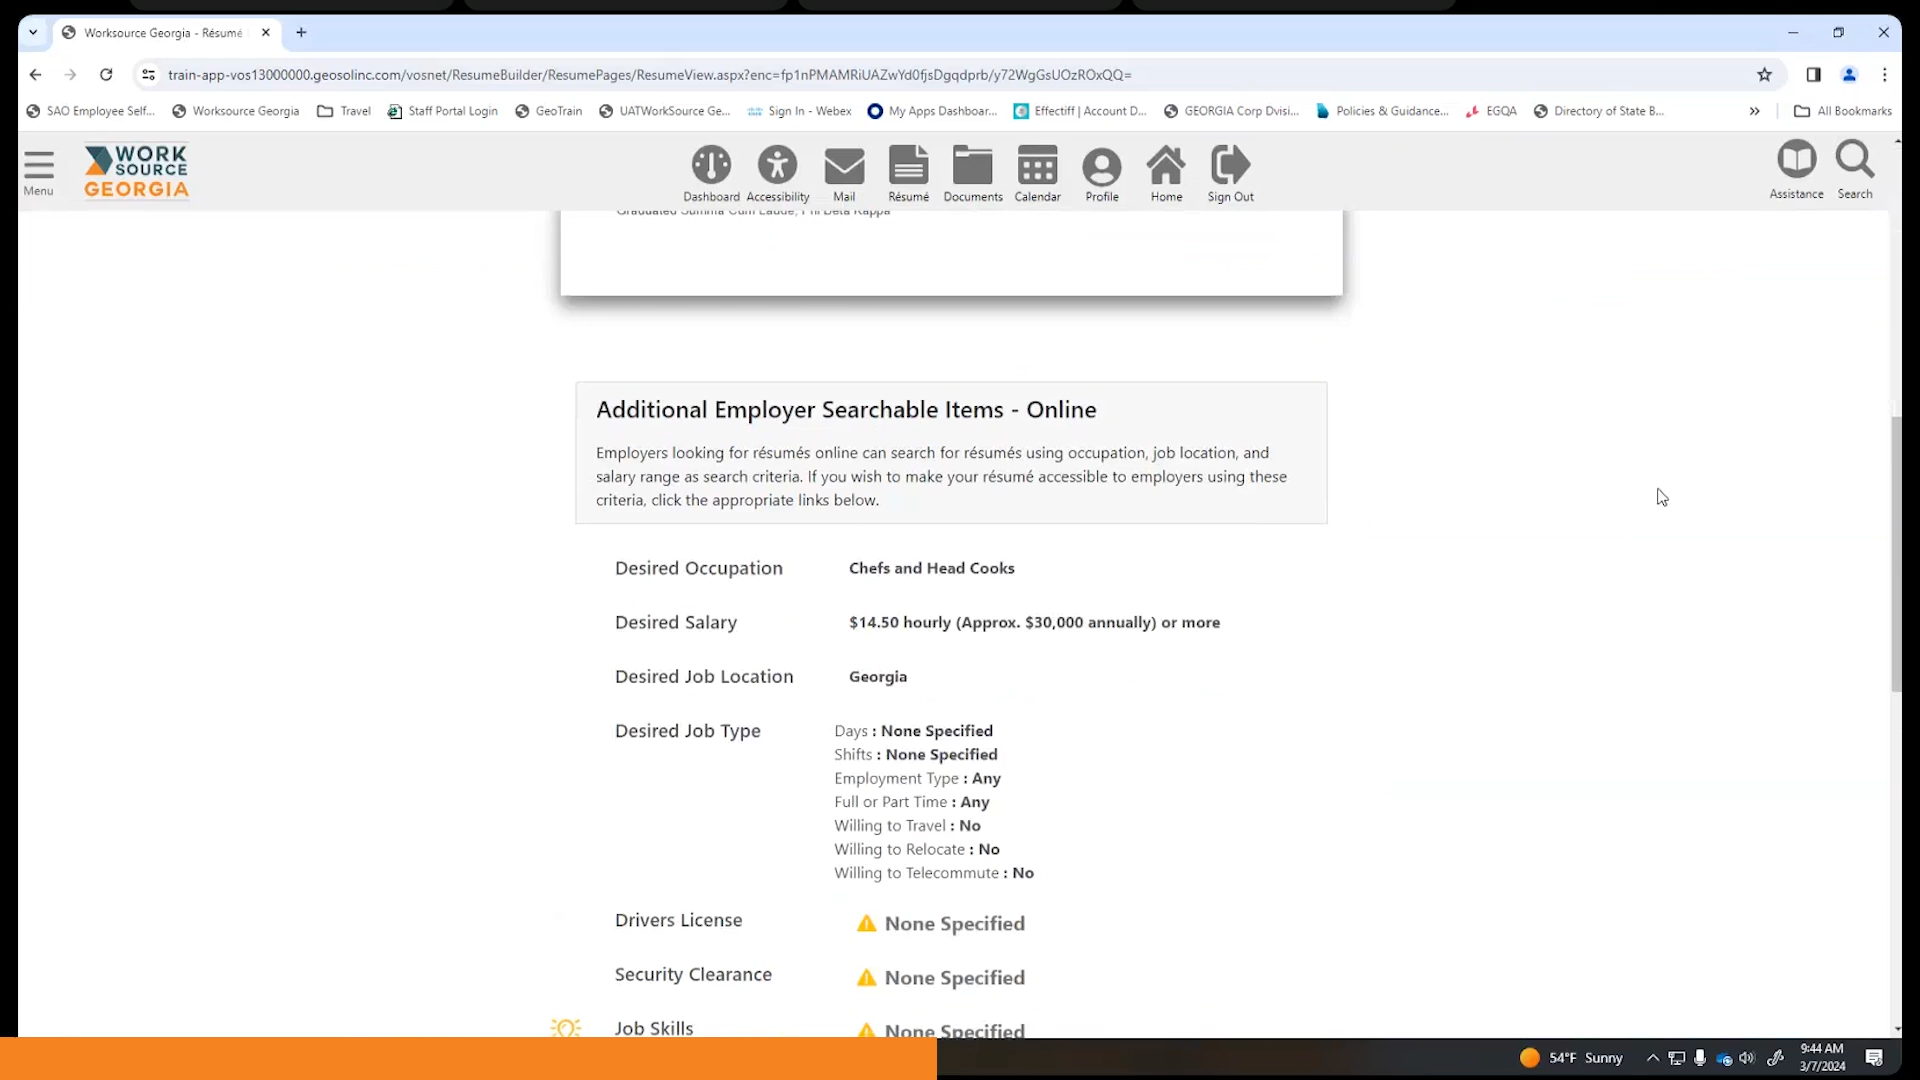 Worksource Georgia - Résumé
train-app-vos13000000.geosolinc.com/vosnet/ResumeBuilder/ResumePages/ResumeView.aspx?enc=fp1nPMAMRiUAZwYd0fjsDgqdprb/y72WgGsUOzROxQQ=
SAO Employee Self... Worksource Georgia Travel Staff Portal Login GeoTrain UATWorkSource Ge... Sign In - Webex My Apps Dashboar... Effectiff | Account D... GEORGIA Corp Dvisi... Policies & Guidance... EGQA Directory of State B... » All Bookmarks
Menu
WORK
SOURCE
GEORGIA
Dashboard Accessibility Mail Résumé Documents Calendar Profile Home Sign Out Assistance Search
Graduated Summa Cum Laude, Phi Beta Kappa
Additional Employer Searchable Items - Online
Employers looking for résumés online can search for résumés using occupation, job location, and
salary range as search criteria. If you wish to make your résumé accessible to employers using these
criteria, click the appropriate links below.
Desired Occupation Chefs and Head Cooks
Desired Salary $14.50 hourly (Approx. $30,000 annually) or more
Desired Job Location Georgia
Desired Job Type Days : None Specified
Shifts : None Specified
Employment Type : Any
Full or Part Time : Any
Willing to Travel : No
Willing to Relocate : No
Willing to Telecommute : No
Drivers License None Specified
Security Clearance None Specified
Job Skills None Specified
54°F Sunny
9:44 AM
3/7/2024